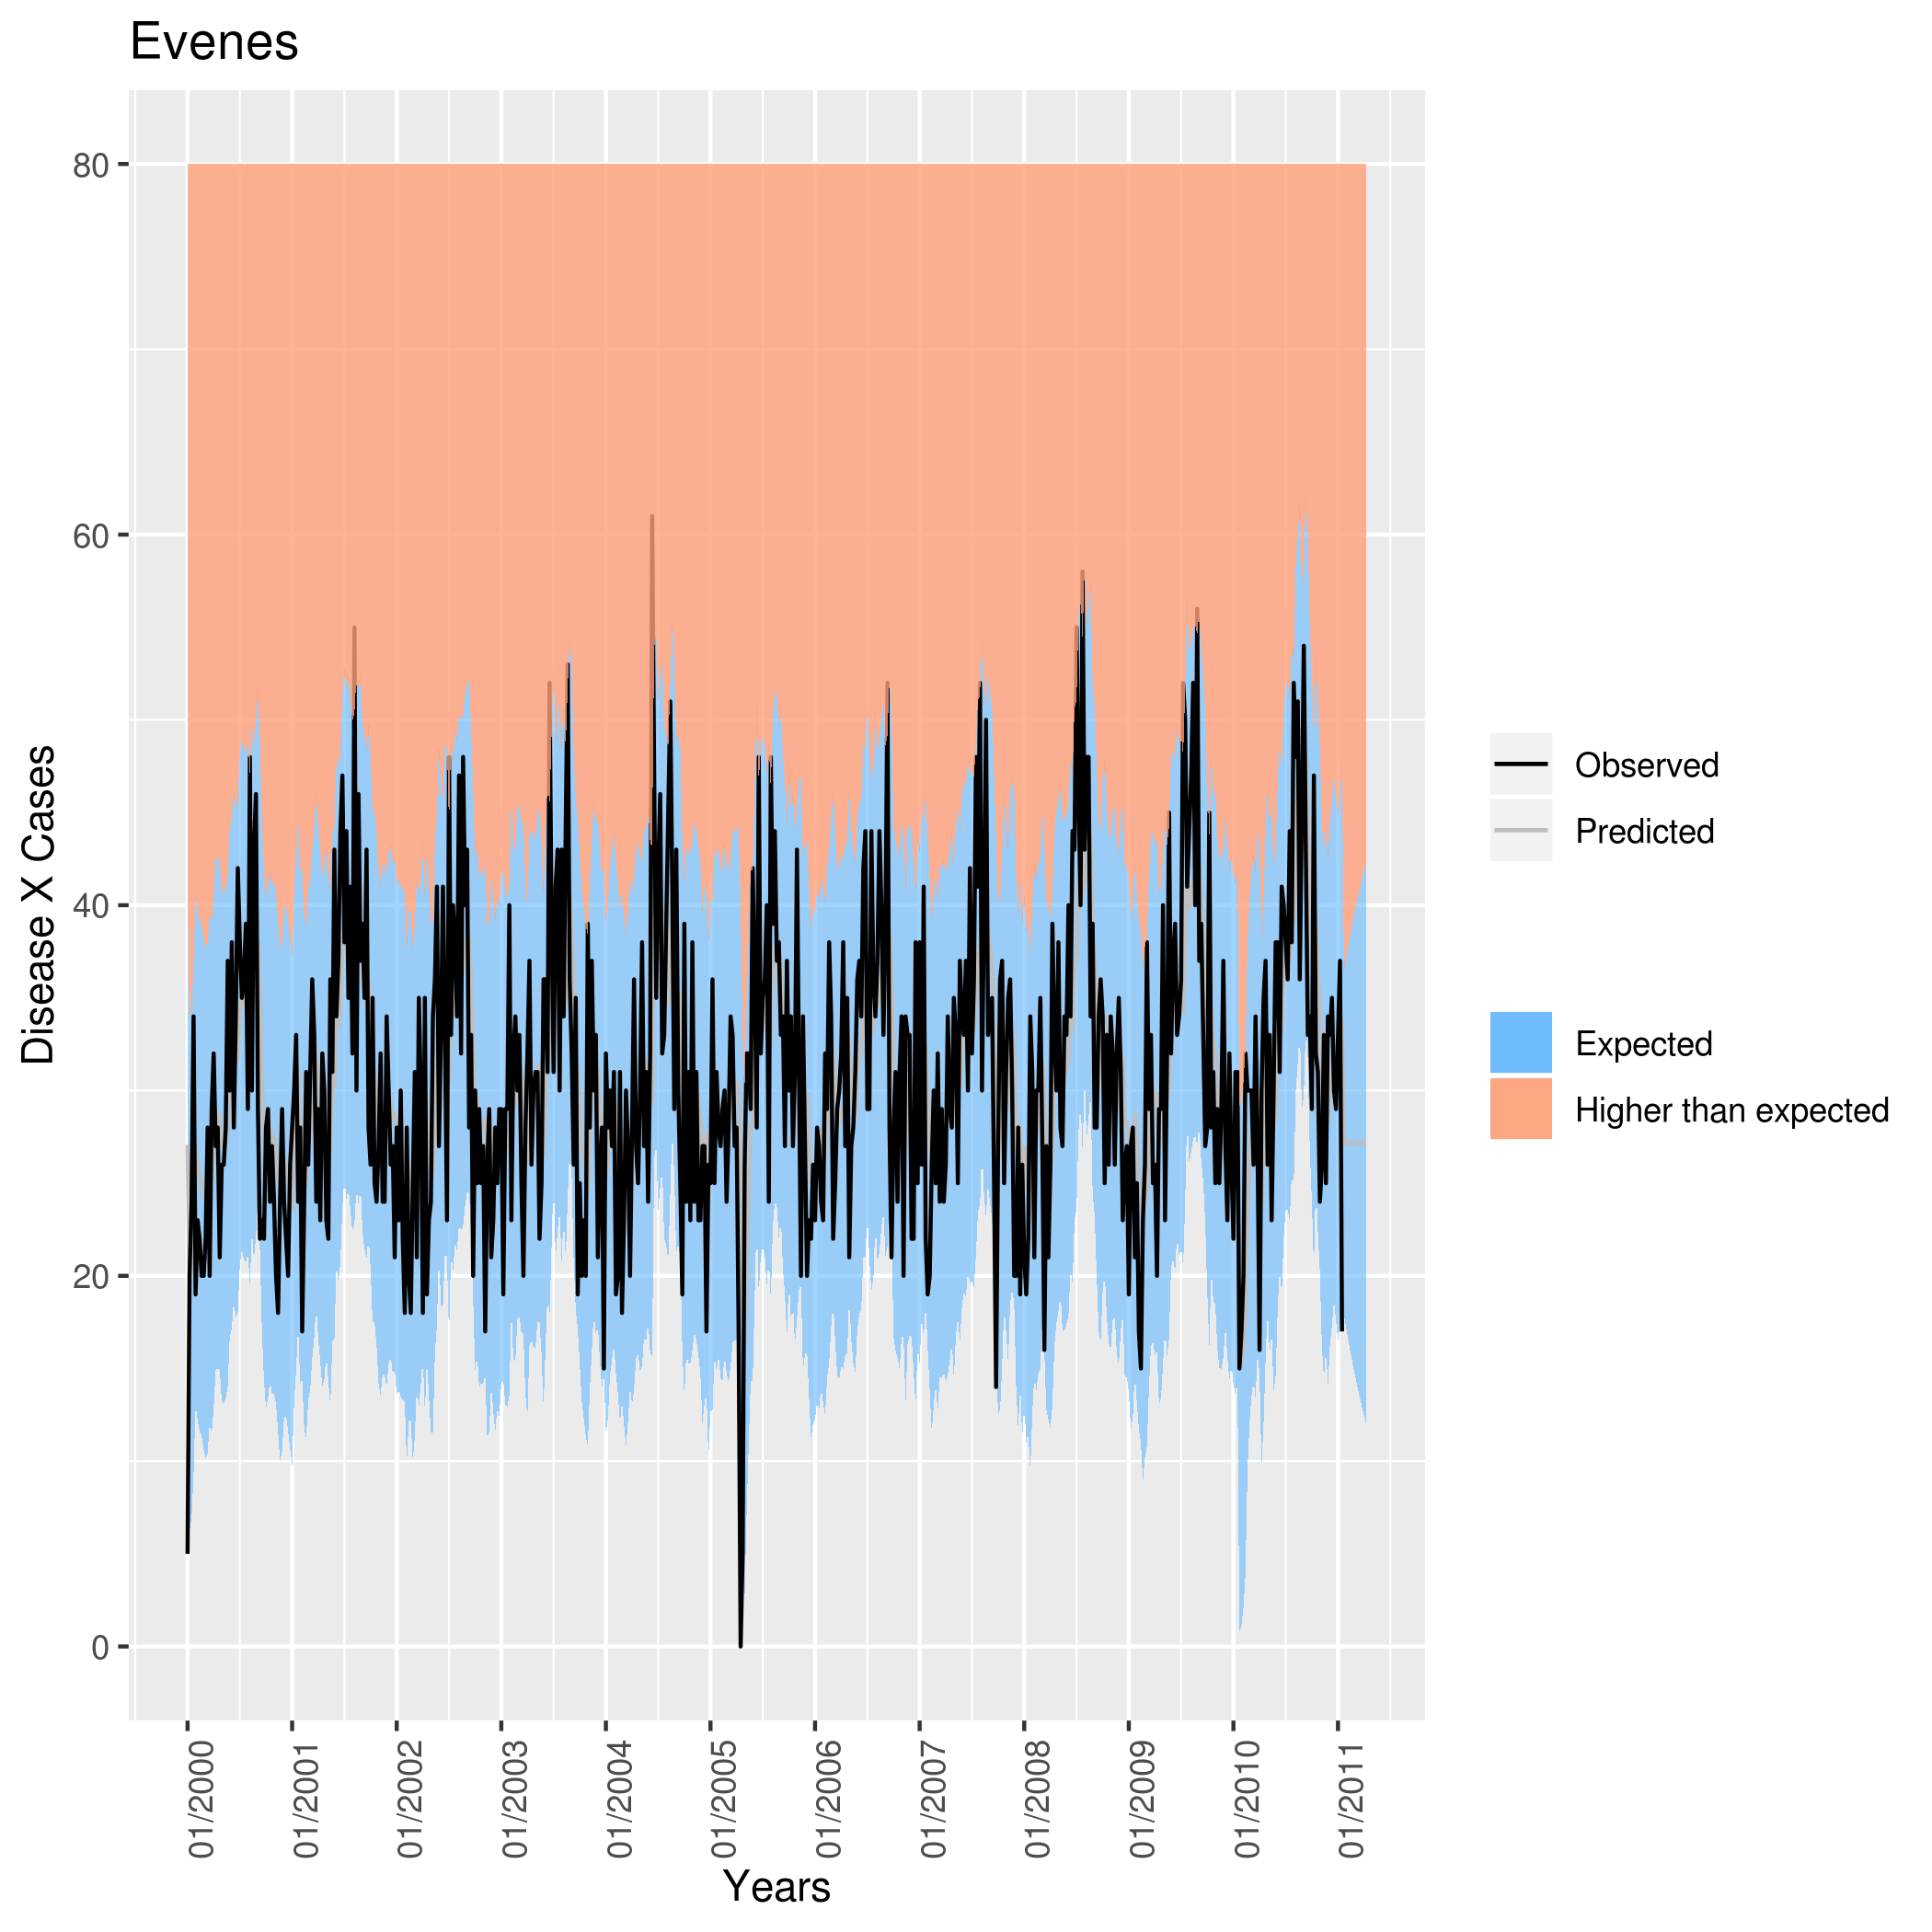 Evenes
Disease X Cases
80
60
40
20
0
01/2000
01/2001
01/2002
01/2003
01/2004
01/2005
01/2006
01/2007
01/2008
01/2009
01/2010
01/2011
Years
Observed
Predicted
Expected
Higher than expected